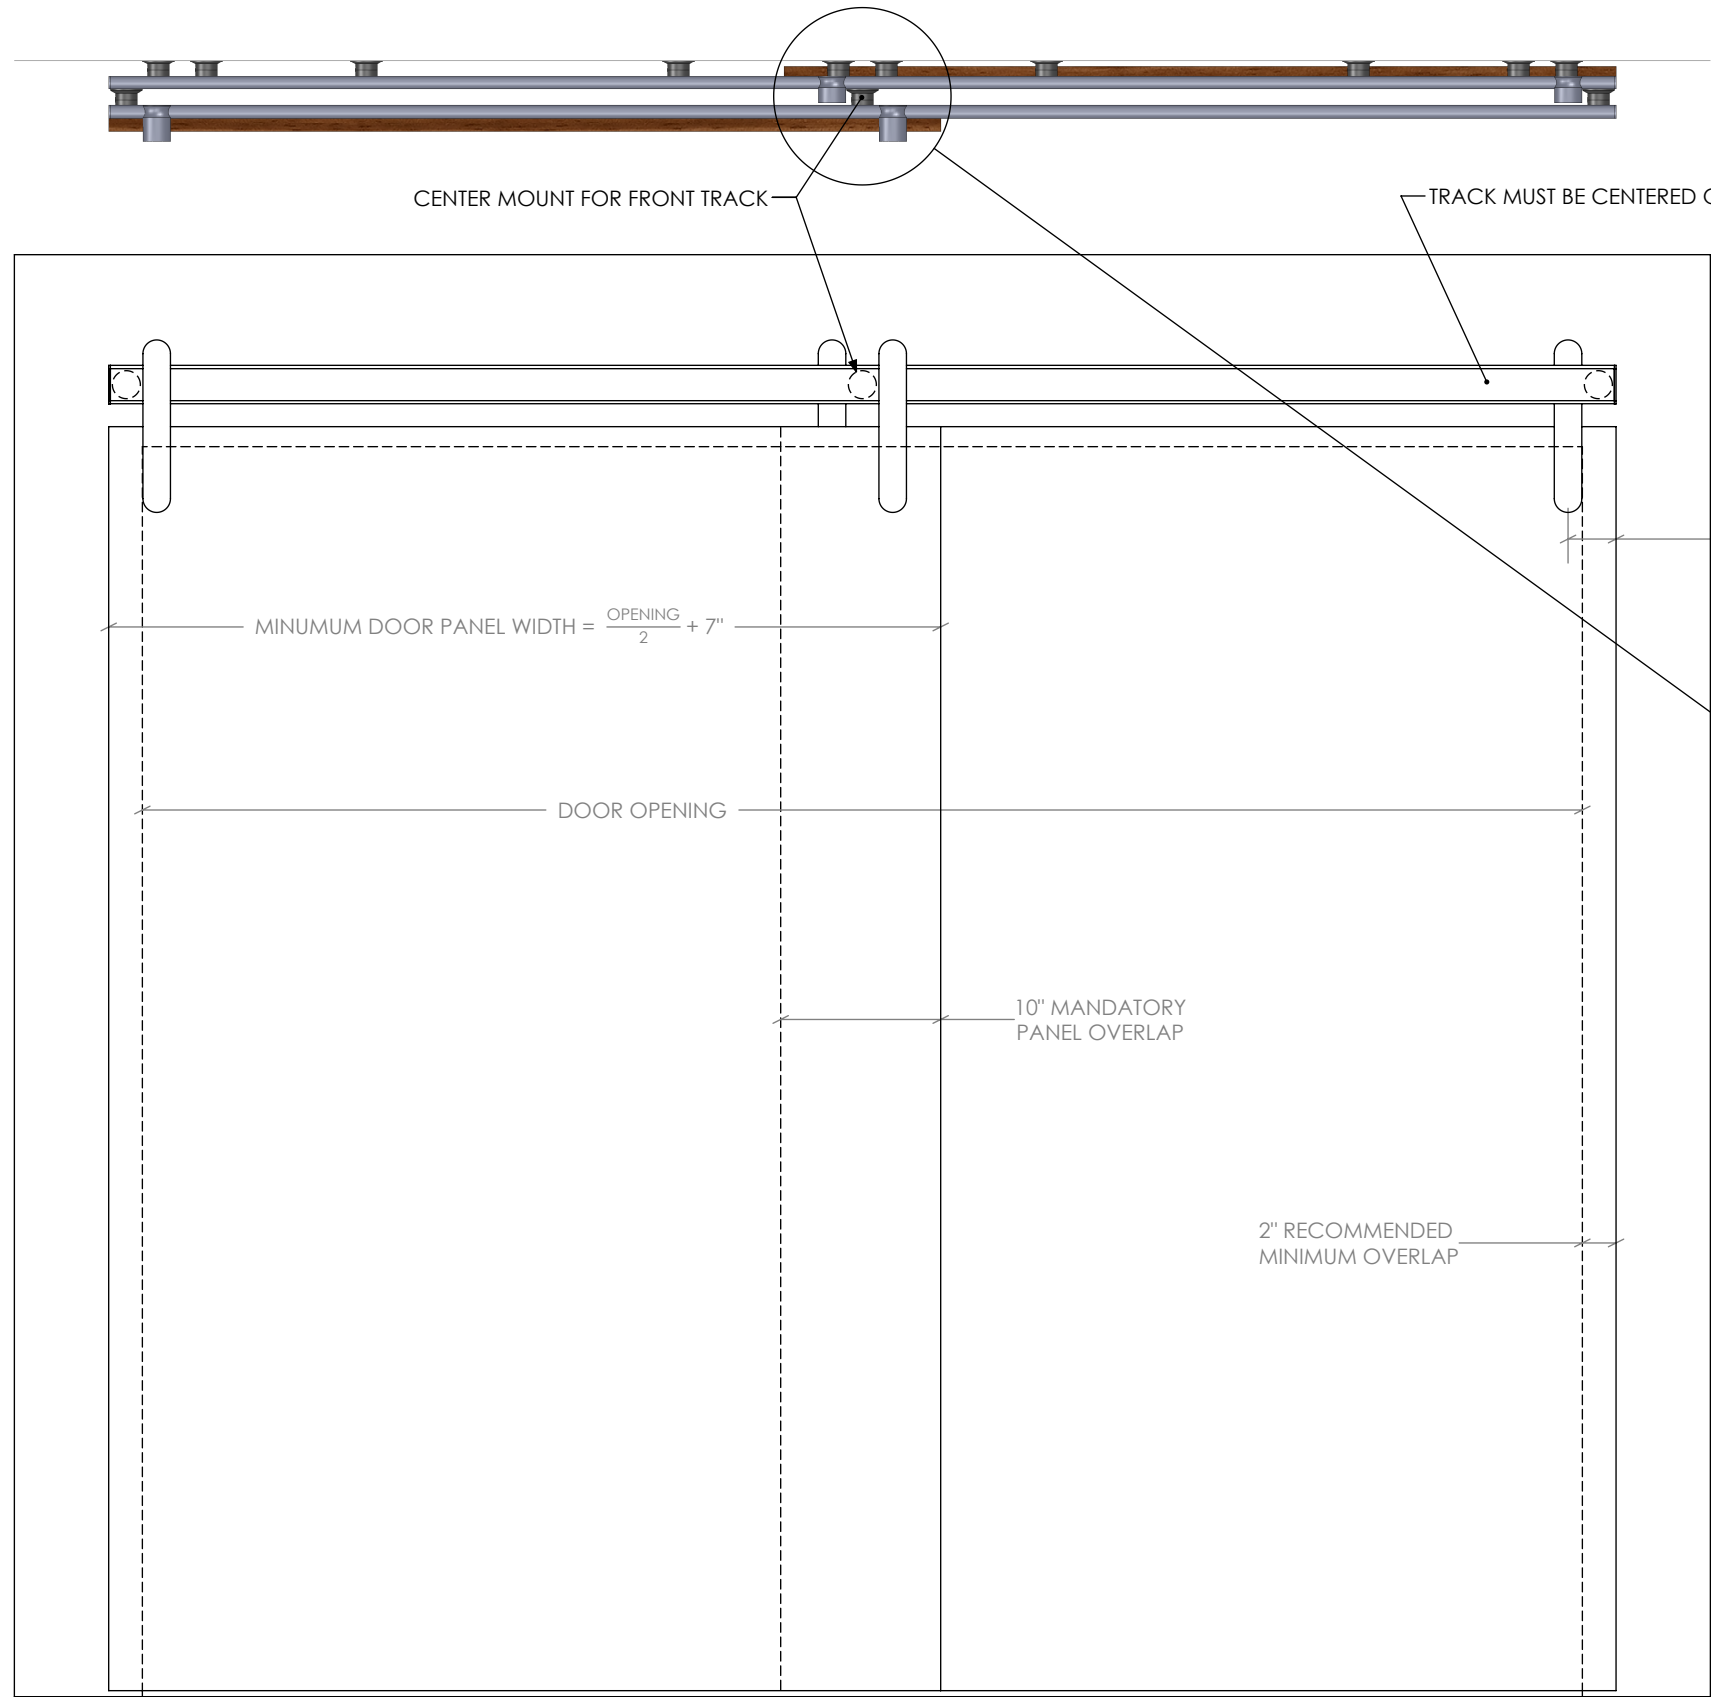 CENTER MOUNT FOR FRONT TRACK
TRACK MUST BE CENTERED
MINUMUM DOOR PANEL WIDTH = OPENING/2 + 7"
DOOR OPENING
10" MANDATORY
PANEL OVERLAP
2" RECOMMENDED
MINIMUM OVERLAP